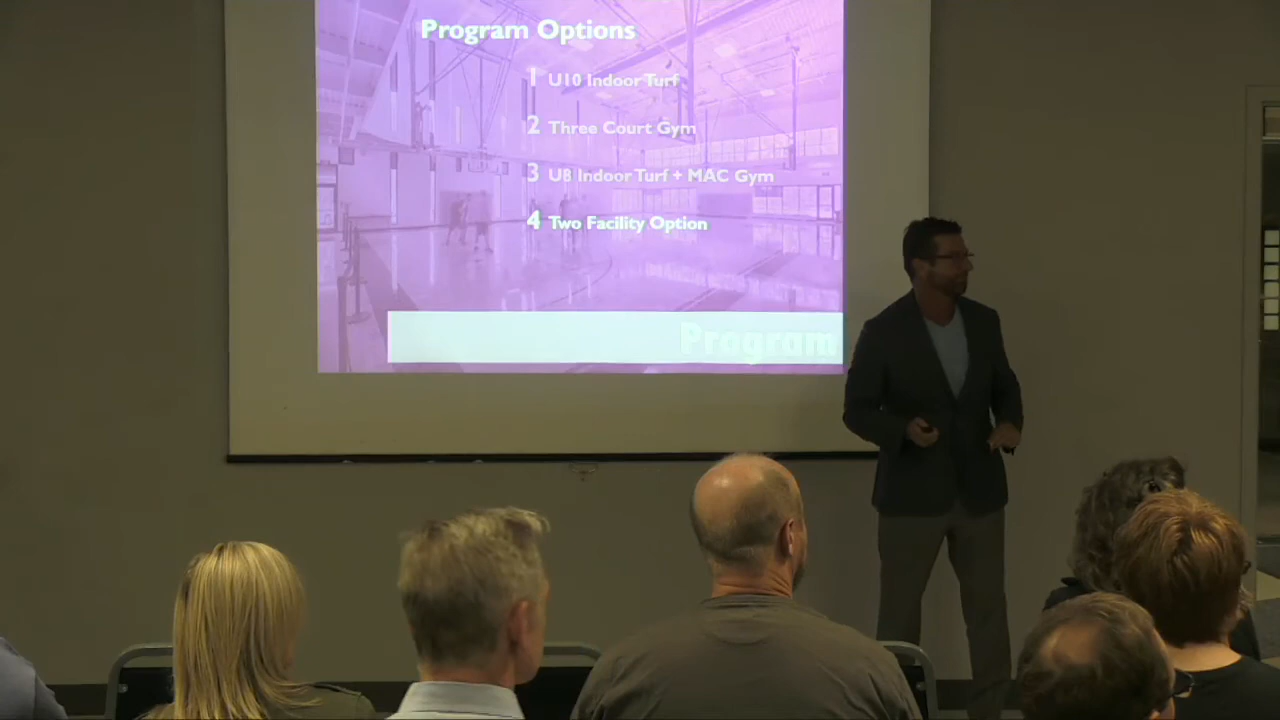 Program Options
1 U10 Indoor Turf
2 Three Court Gym
3 U8 Indoor Turf + MAC Gym
4 Two Facility Option
Program